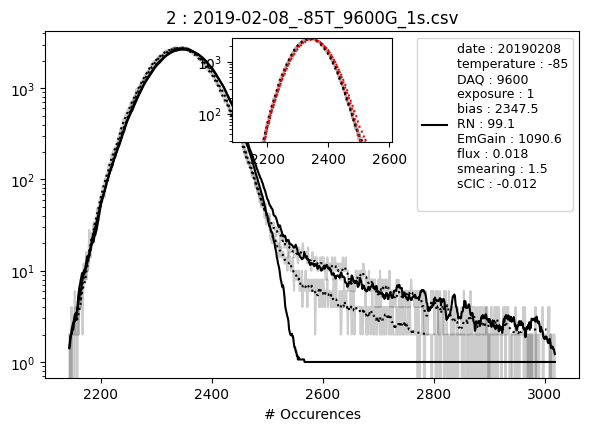 2 : 2019-02-08_-85T_9600G_1s.csv
date : 20190208
temperature : -85
DAQ : 9600
exposure : 1
bias : 2347.5
RN : 99.1
EmGain : 1090.6
flux : 0.018
smearing : 1.5
sCIC : -0.012
10³
10²
2200 2400 2600
10³
10²
10¹
10⁰
2200 2400 2600 2800 3000
# Occurences